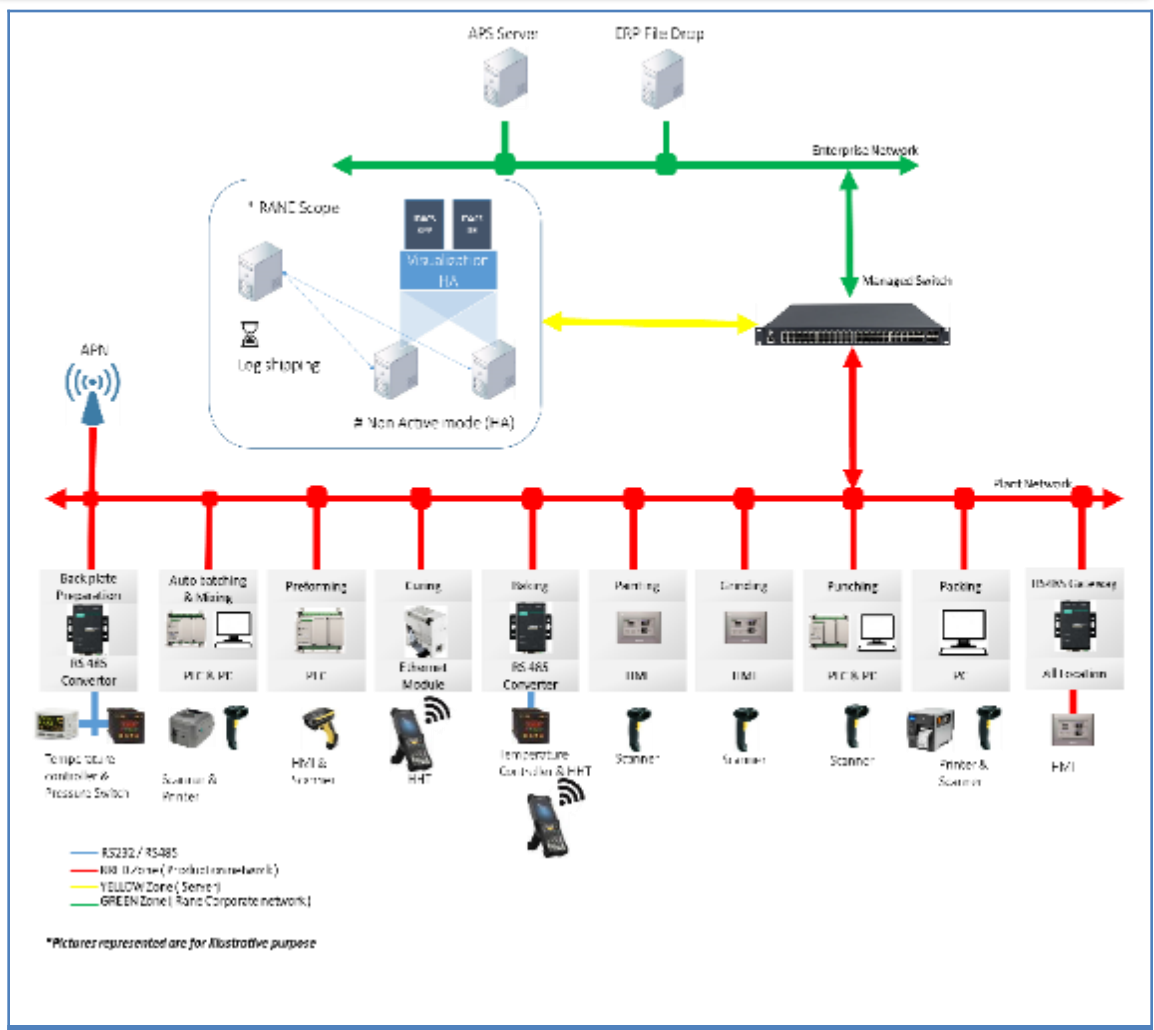 APS Server
ERP File Drop
Enterprise Network
* RANE Scope
Visualization
HA
Managed Switch
Log shipping
# Non Active mode (HA)
APN
Plant Network
Back plate
Preparation
RS 485
Convertor
Auto batching
& Mixing
PLC & PC
Preforming
PLC
Curing
Ethernet
Module
Baking
RS 485
Converter
Painting
HMI
Grinding
HMI
Punching
PLC & PC
Packing
PC
RS485 Gateway
All Location
Temperature
controller &
Pressure Switch
Scanner &
Printer
HMI &
Scanner
HHT
Temperature
Controller & HHT
Scanner
Scanner
Scanner
Printer &
Scanner
HMI
RS232 / RS485
Zone ( Production network )
YELLOW Zone ( Server)
GREEN Zone ( Rane Corporate network )
*Pictures represented are for illustrative purpose